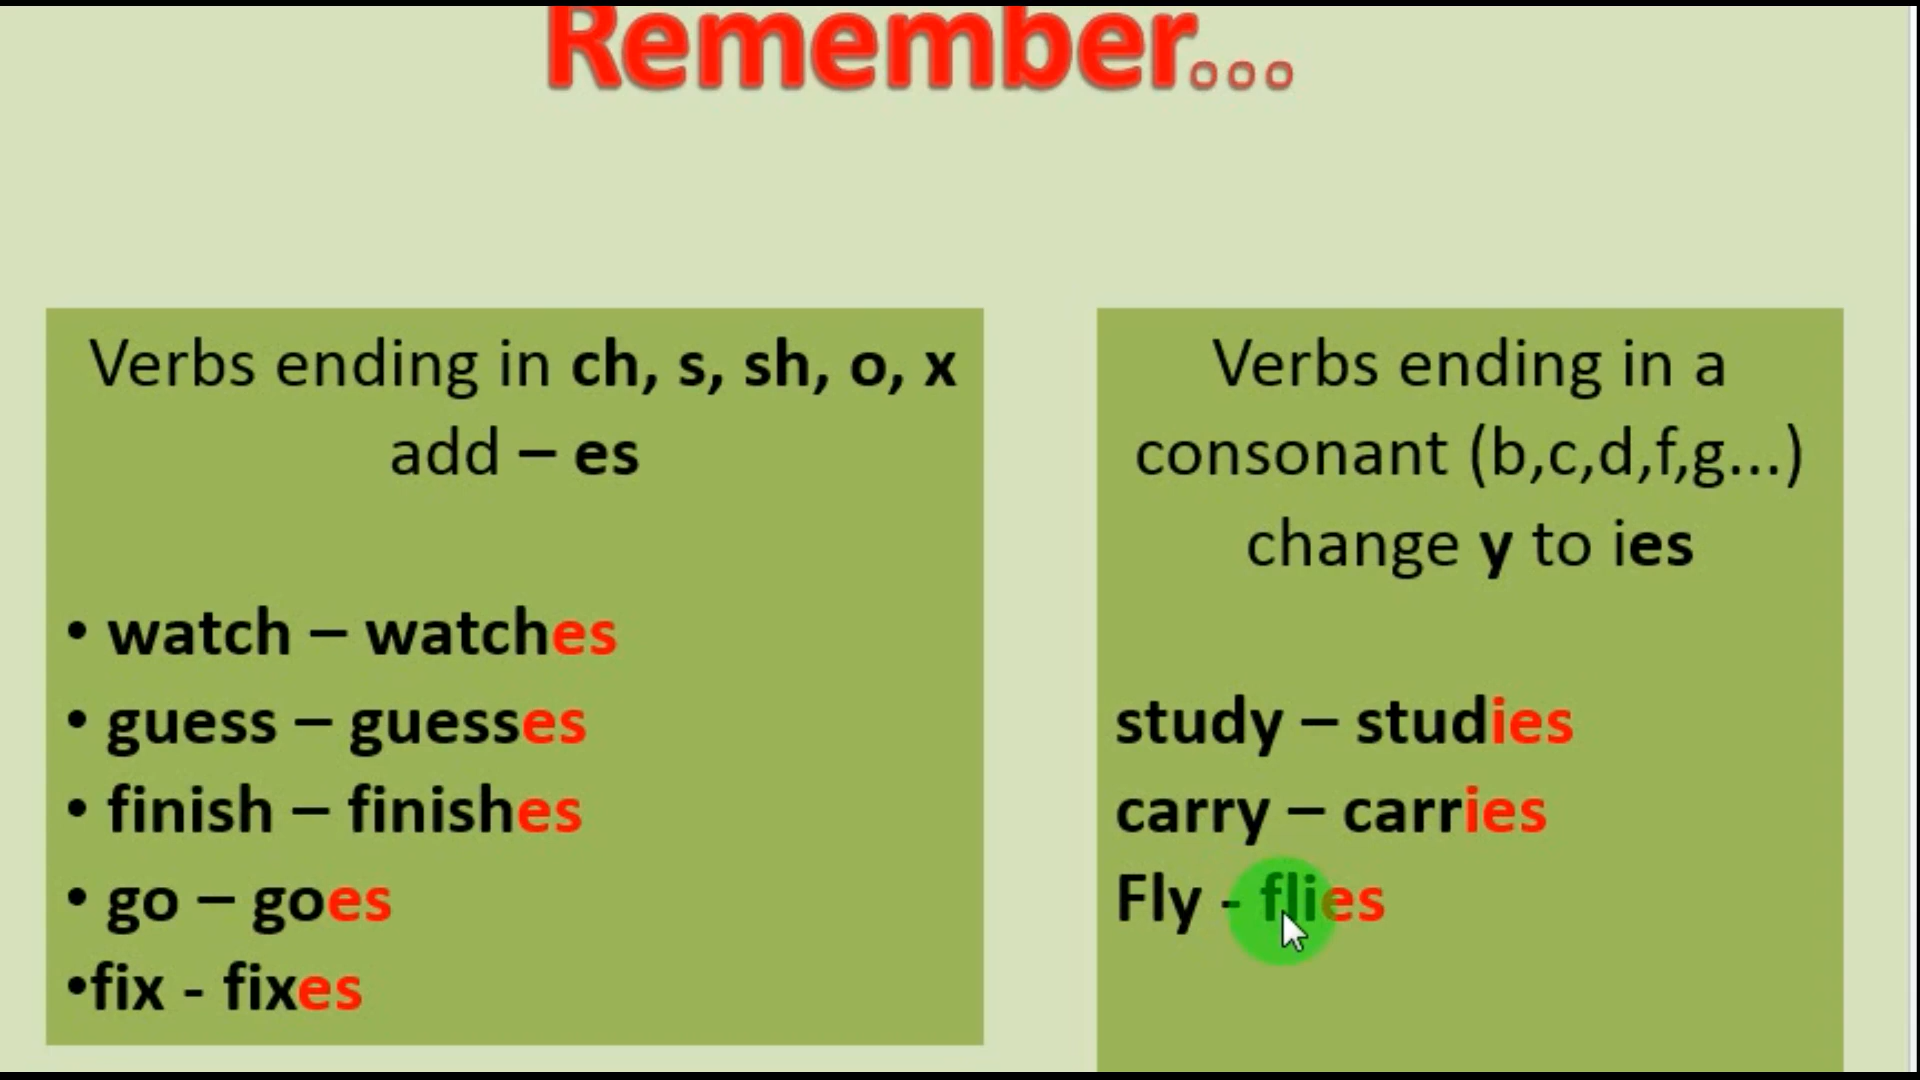 Remember...
Verbs ending in ch, s, sh, o, x
add – es
• watch – watches
• guess – guesses
• finish – finishes
• go – goes
•fix - fixes
Verbs ending in a
consonant (b,c,d,f,g...)
change y to ies
study – studies
carry – carries
Fly - flies